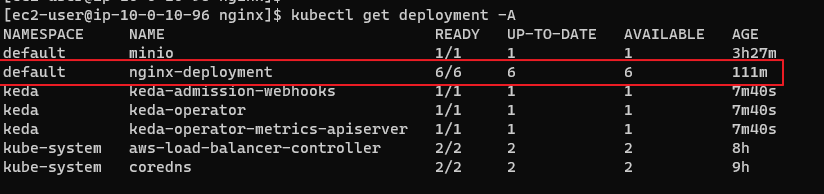 [ec2-user@ip-10-0-10-96 nginx]$ kubectl get deployment -A
NAMESPACE NAME READY UP-TO-DATE AVAILABLE AGE
default minio 1/1 1 1 3h27m
default nginx-deployment 6/6 6 6 111m
keda keda-admission-webhooks 1/1 1 1 7m40s
keda keda-operator 1/1 1 1 7m40s
keda keda-operator-metrics-apiserver 1/1 1 1 7m40s
kube-system aws-load-balancer-controller 2/2 2 2 8h
kube-system coredns 2/2 2 2 9h